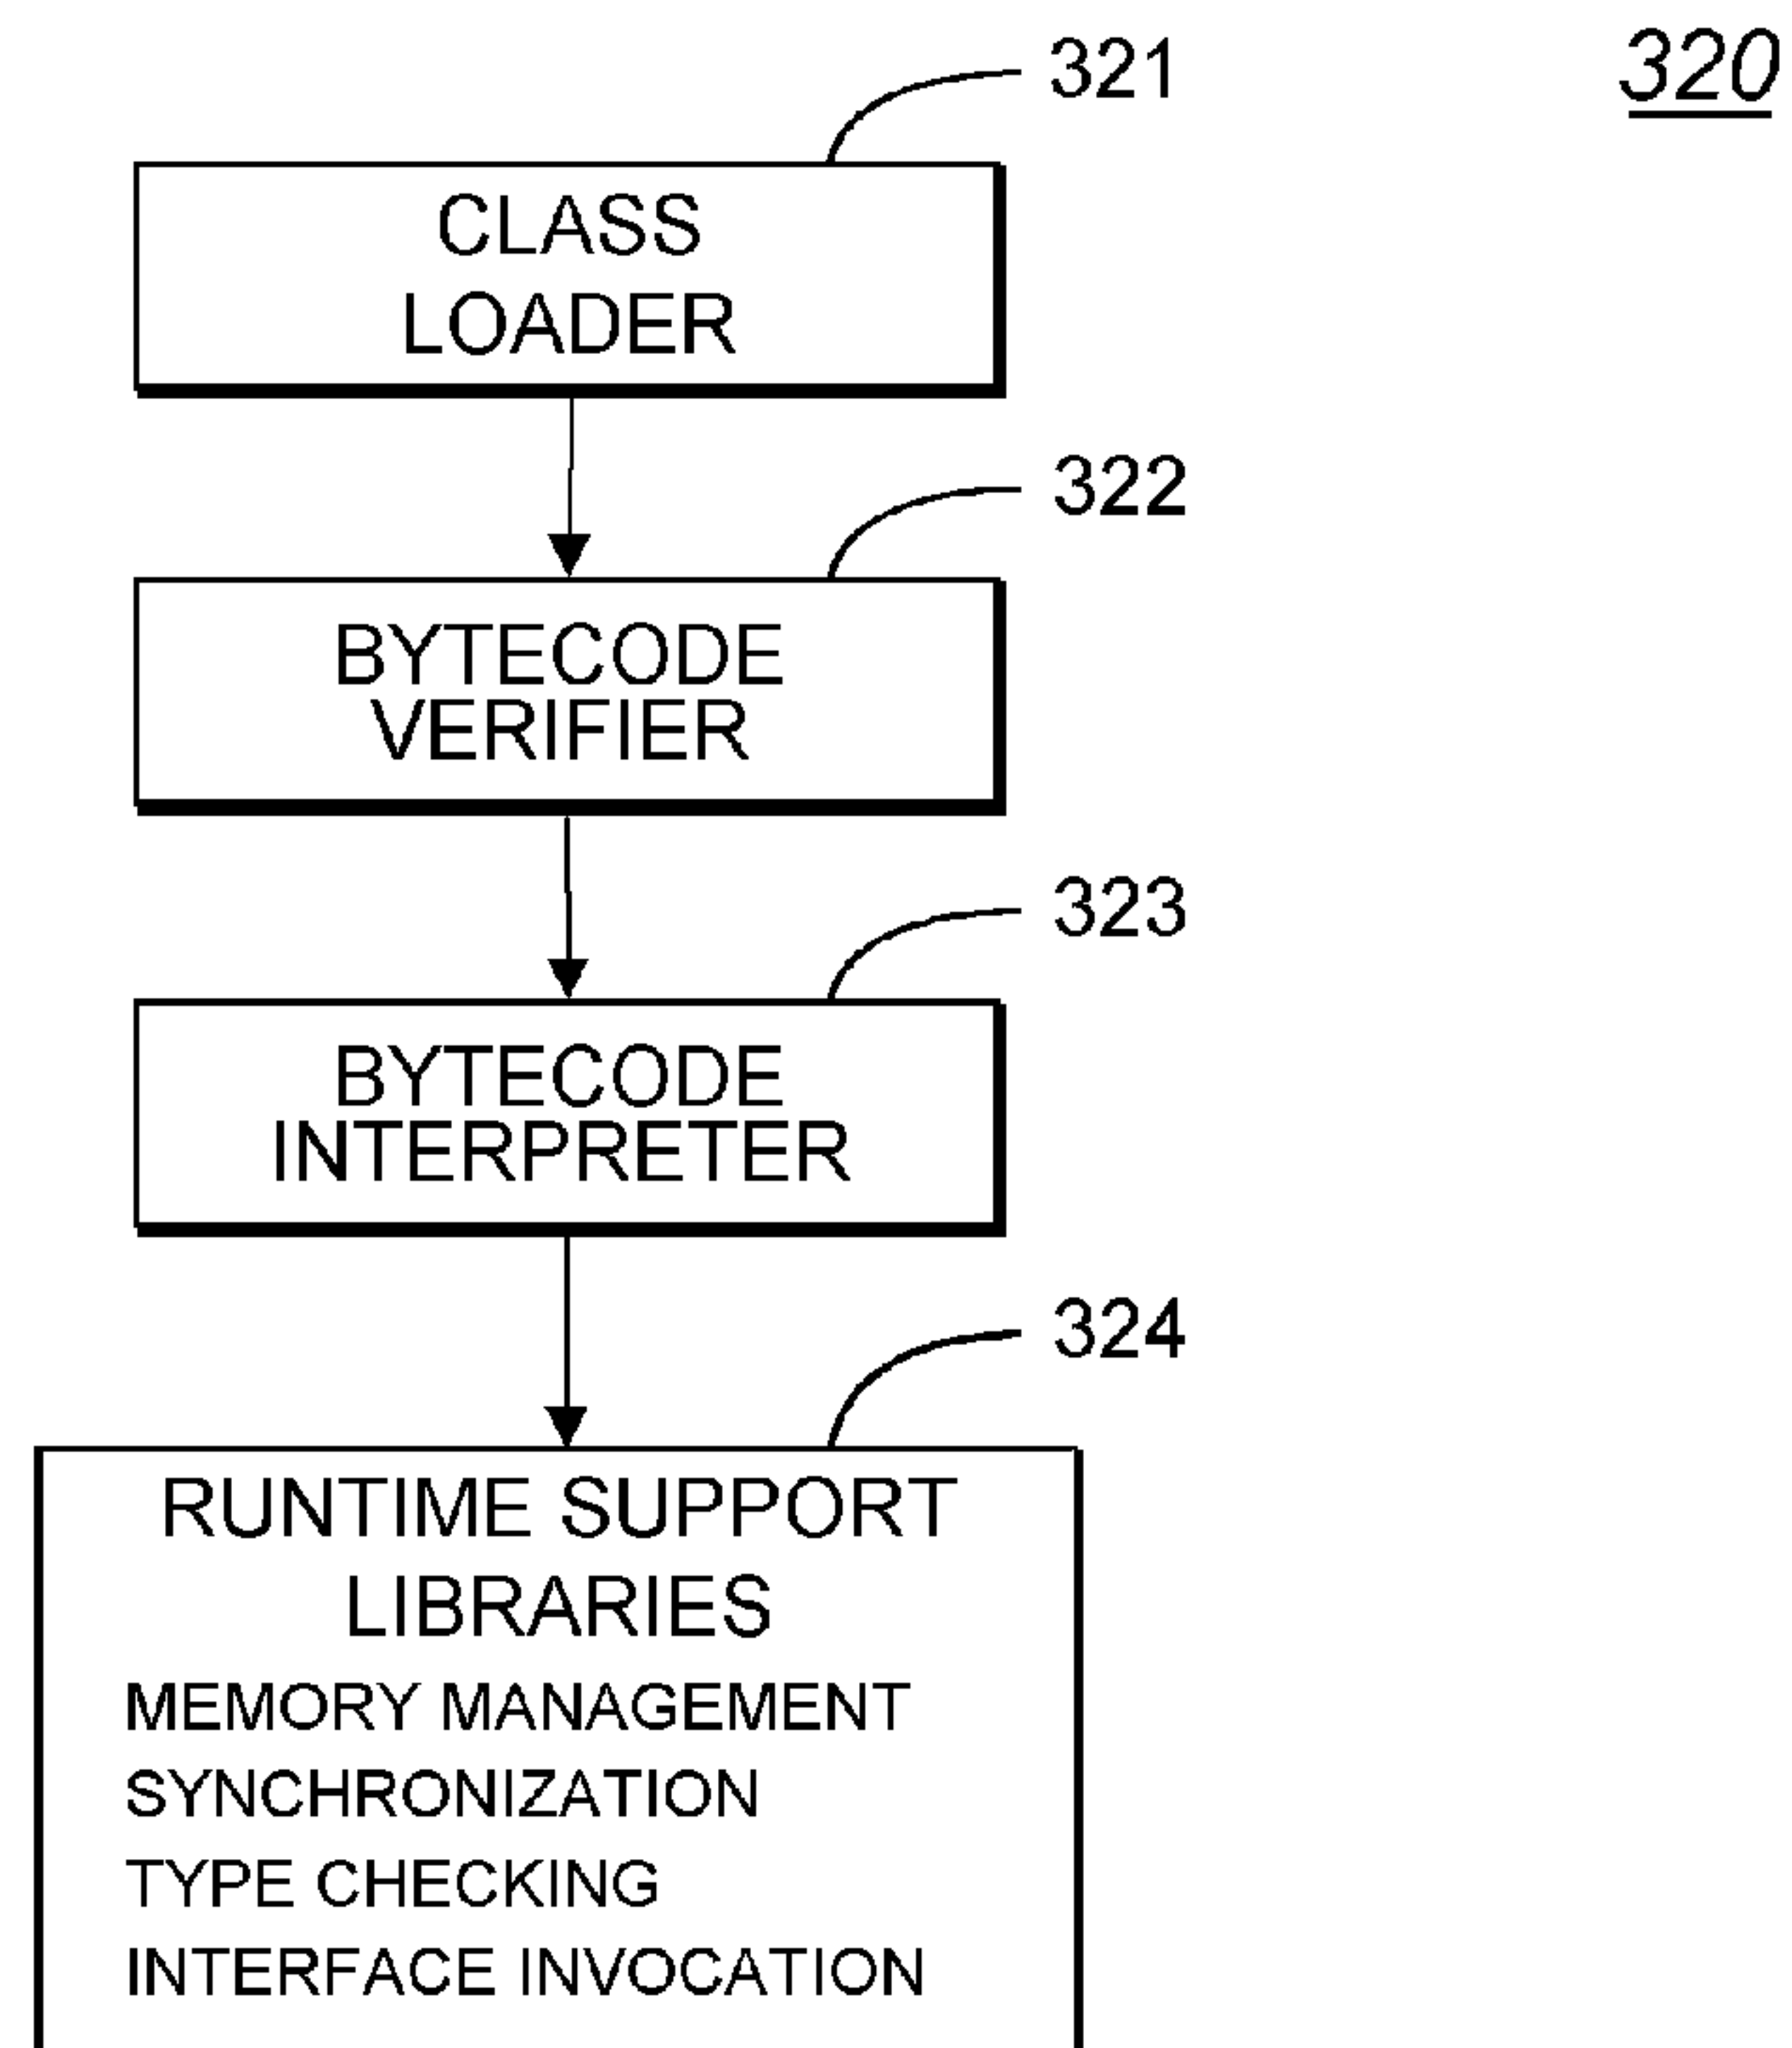 320
321
CLASS
LOADER
322
BYTECODE
VERIFIER
323
BYTECODE
INTERPRETER
324
RUNTIME SUPPORT
LIBRARIES
MEMORY MANAGEMENT
SYNCHRONIZATION
TYPE CHECKING
INTERFACE INVOCATION